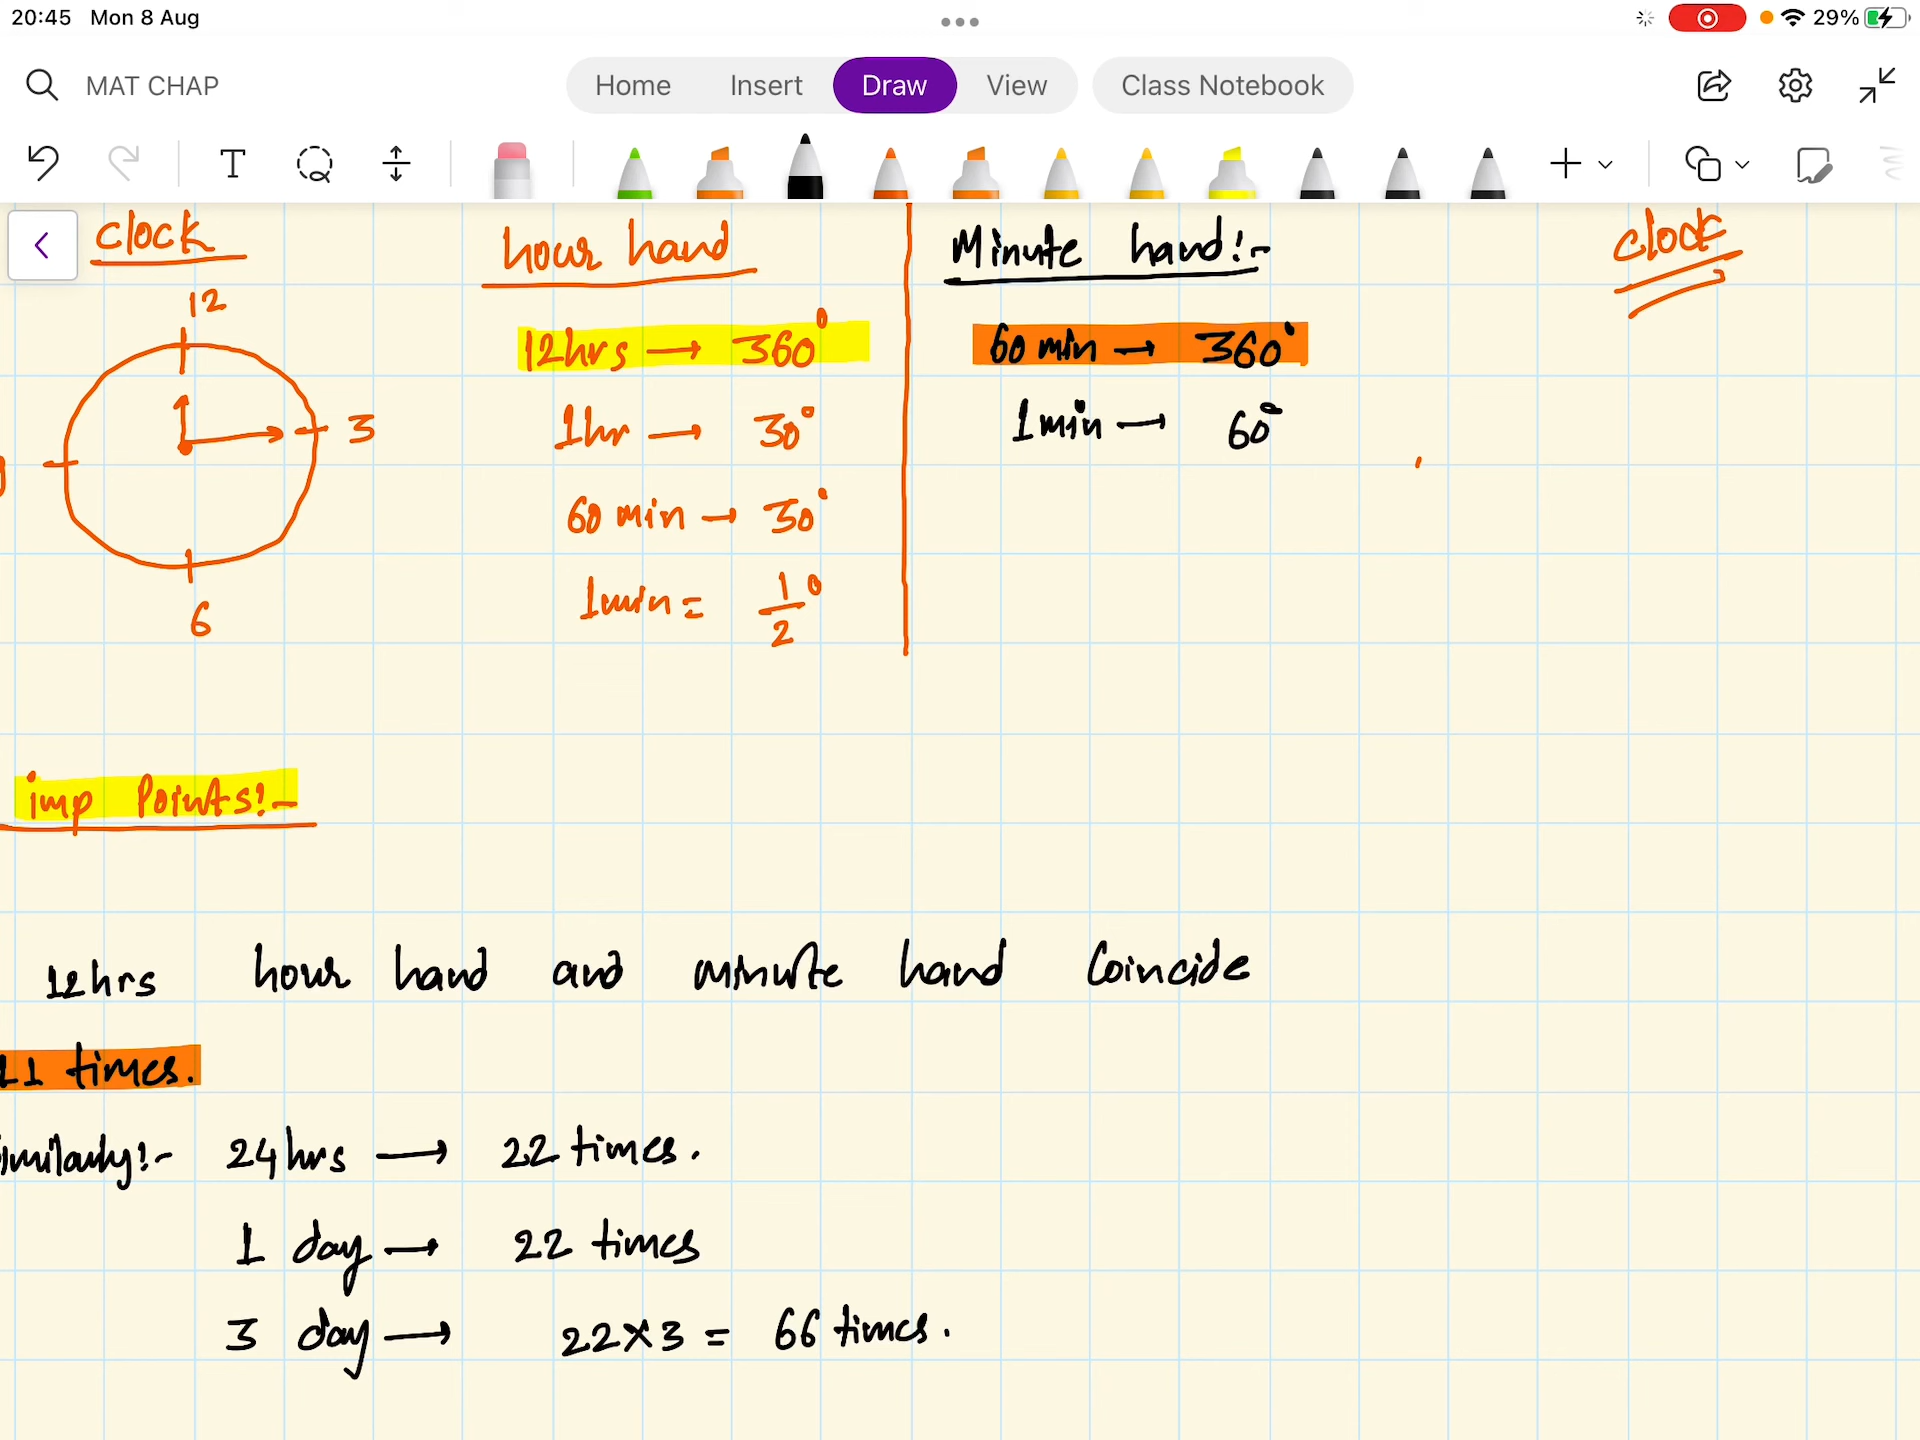 20:45 Mon 8 Aug
29%
MAT CHAP
Home Insert Draw View Class Notebook
T
clock
12
3
6
hour hand
12hrs → 360°
1hr → 30°
60 min → 30°
1min = 1/2°
Minute hand!-
60 min → 360°
1min → 60°
clock
imp Points!-
12hrs hour hand and minute hand Coincide
11 times.
imilarly!- 24hrs → 22 times.
1 day → 22 times
3 day → 22×3 = 66 times.